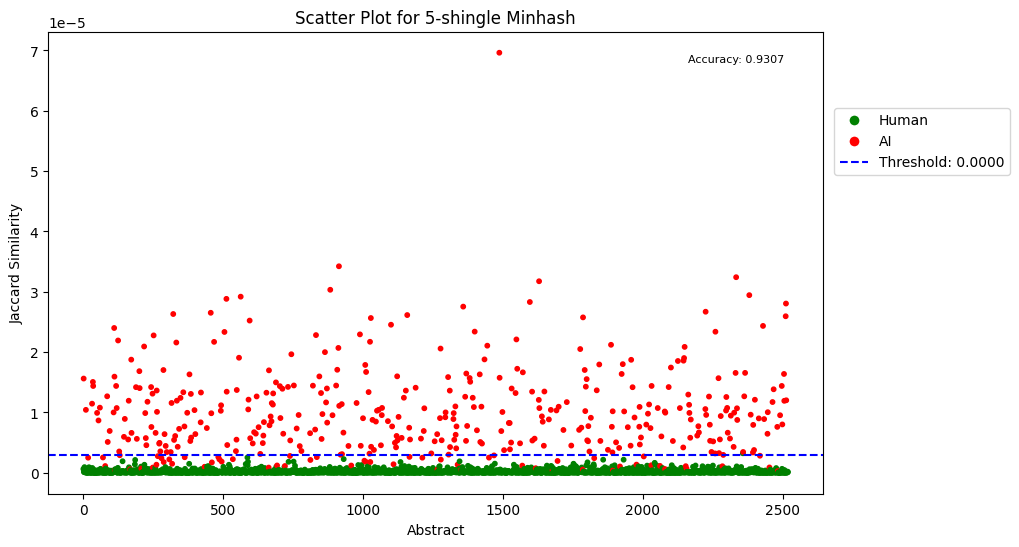 Scatter Plot for 5-shingle Minhash
1e−5
7
6
5
4
3
2
1
0
Jaccard Similarity
Accuracy: 0.9307
Human
AI
Threshold: 0.0000
0 500 1000 1500 2000 2500
Abstract